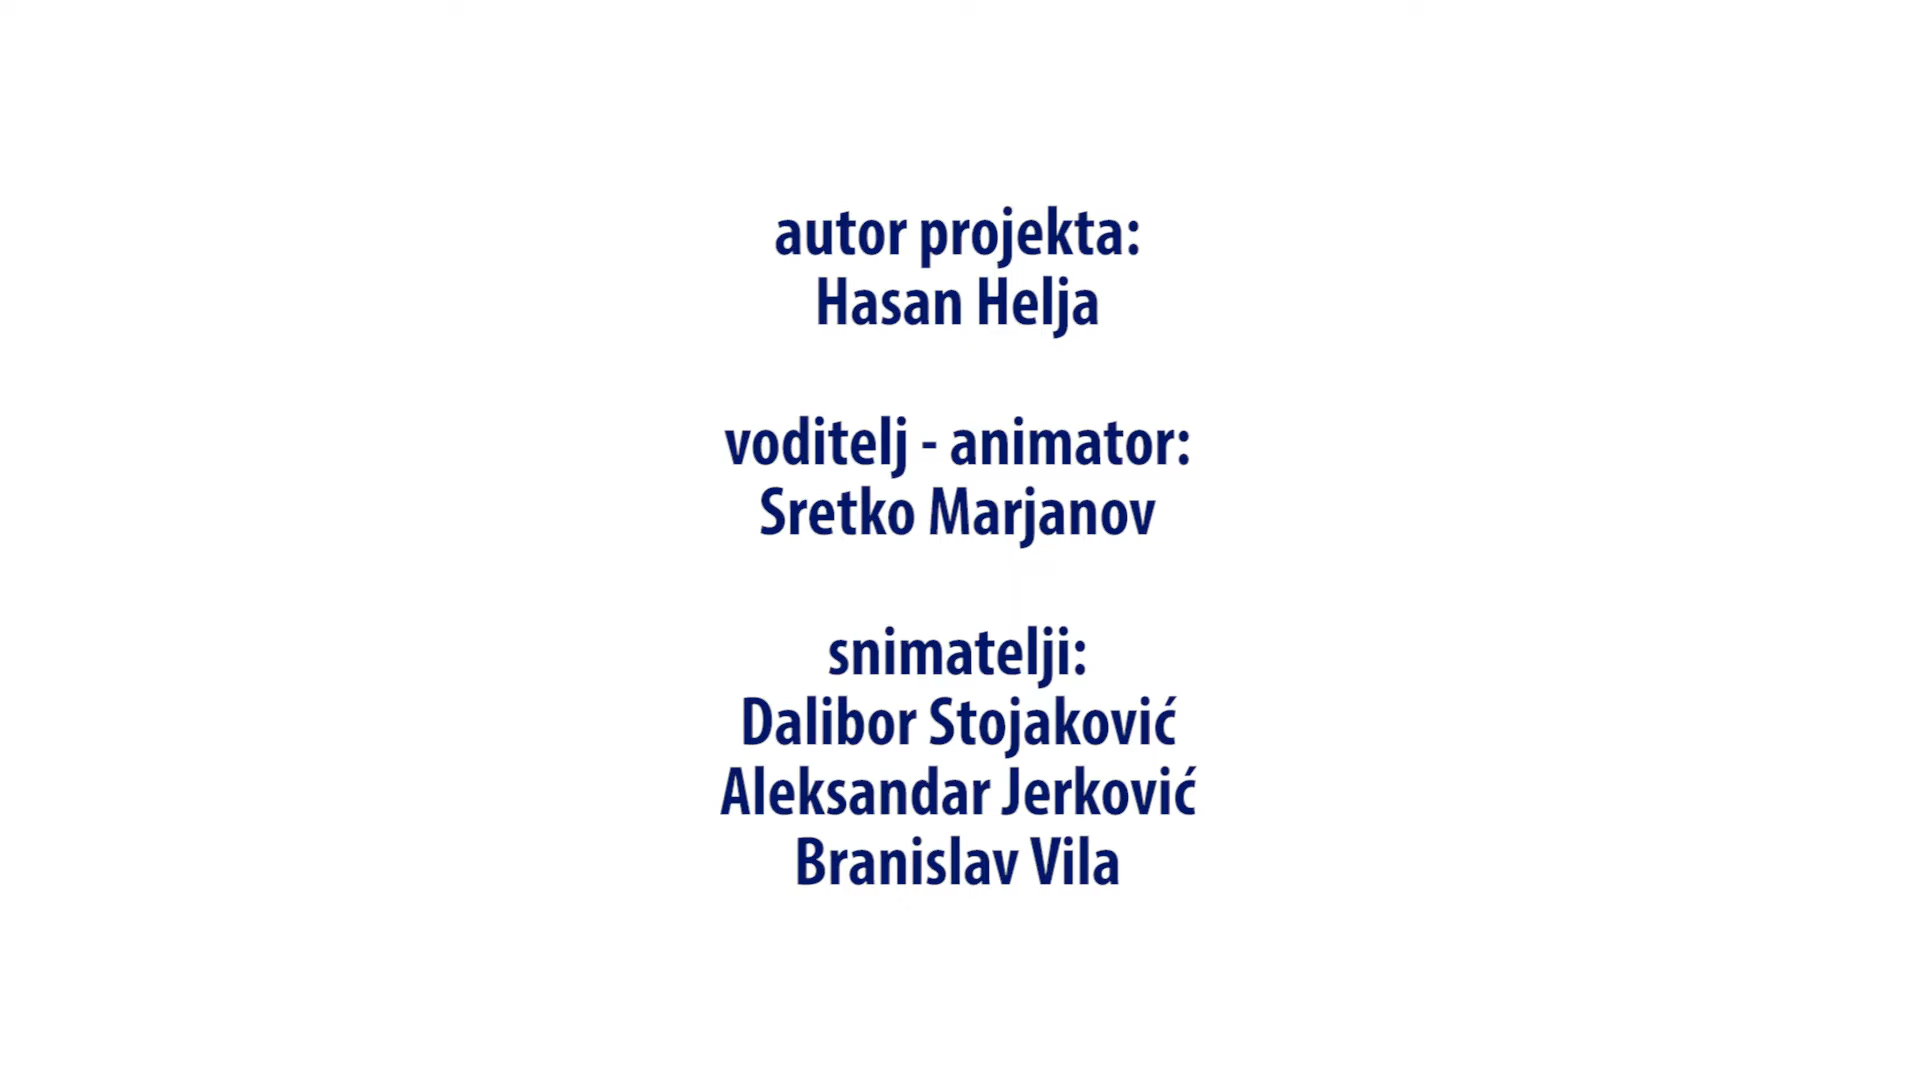 autor projekta:
Hasan Helja
voditelj - animator:
Sretko Marjanov
snimatelji:
Dalibor Stojaković
Aleksandar Jerković
Branislav Vila